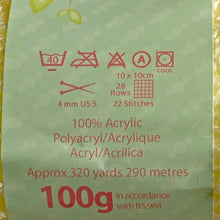 40 A
COOL
10 x 10cm
28
Rows
4 mm US 5 22 Stitches
100% Acrylic
Polyacryl/Acrylique
Acryl/Acrilica
Approx 320 yards 290 metres
100g in accordance
with BS 984